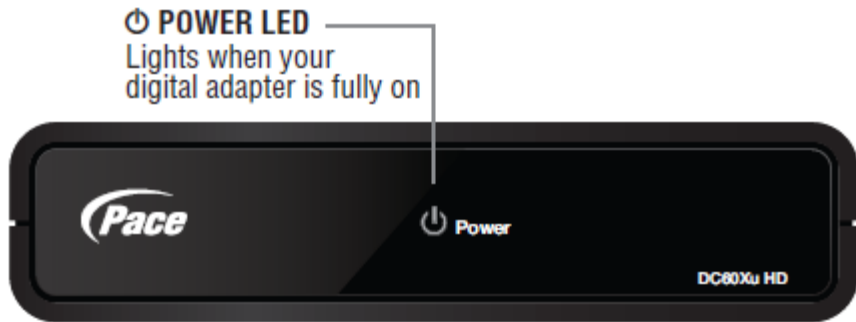 POWER LED
Lights when your
digital adapter is fully on
Pace
Power
DC60Xu HD